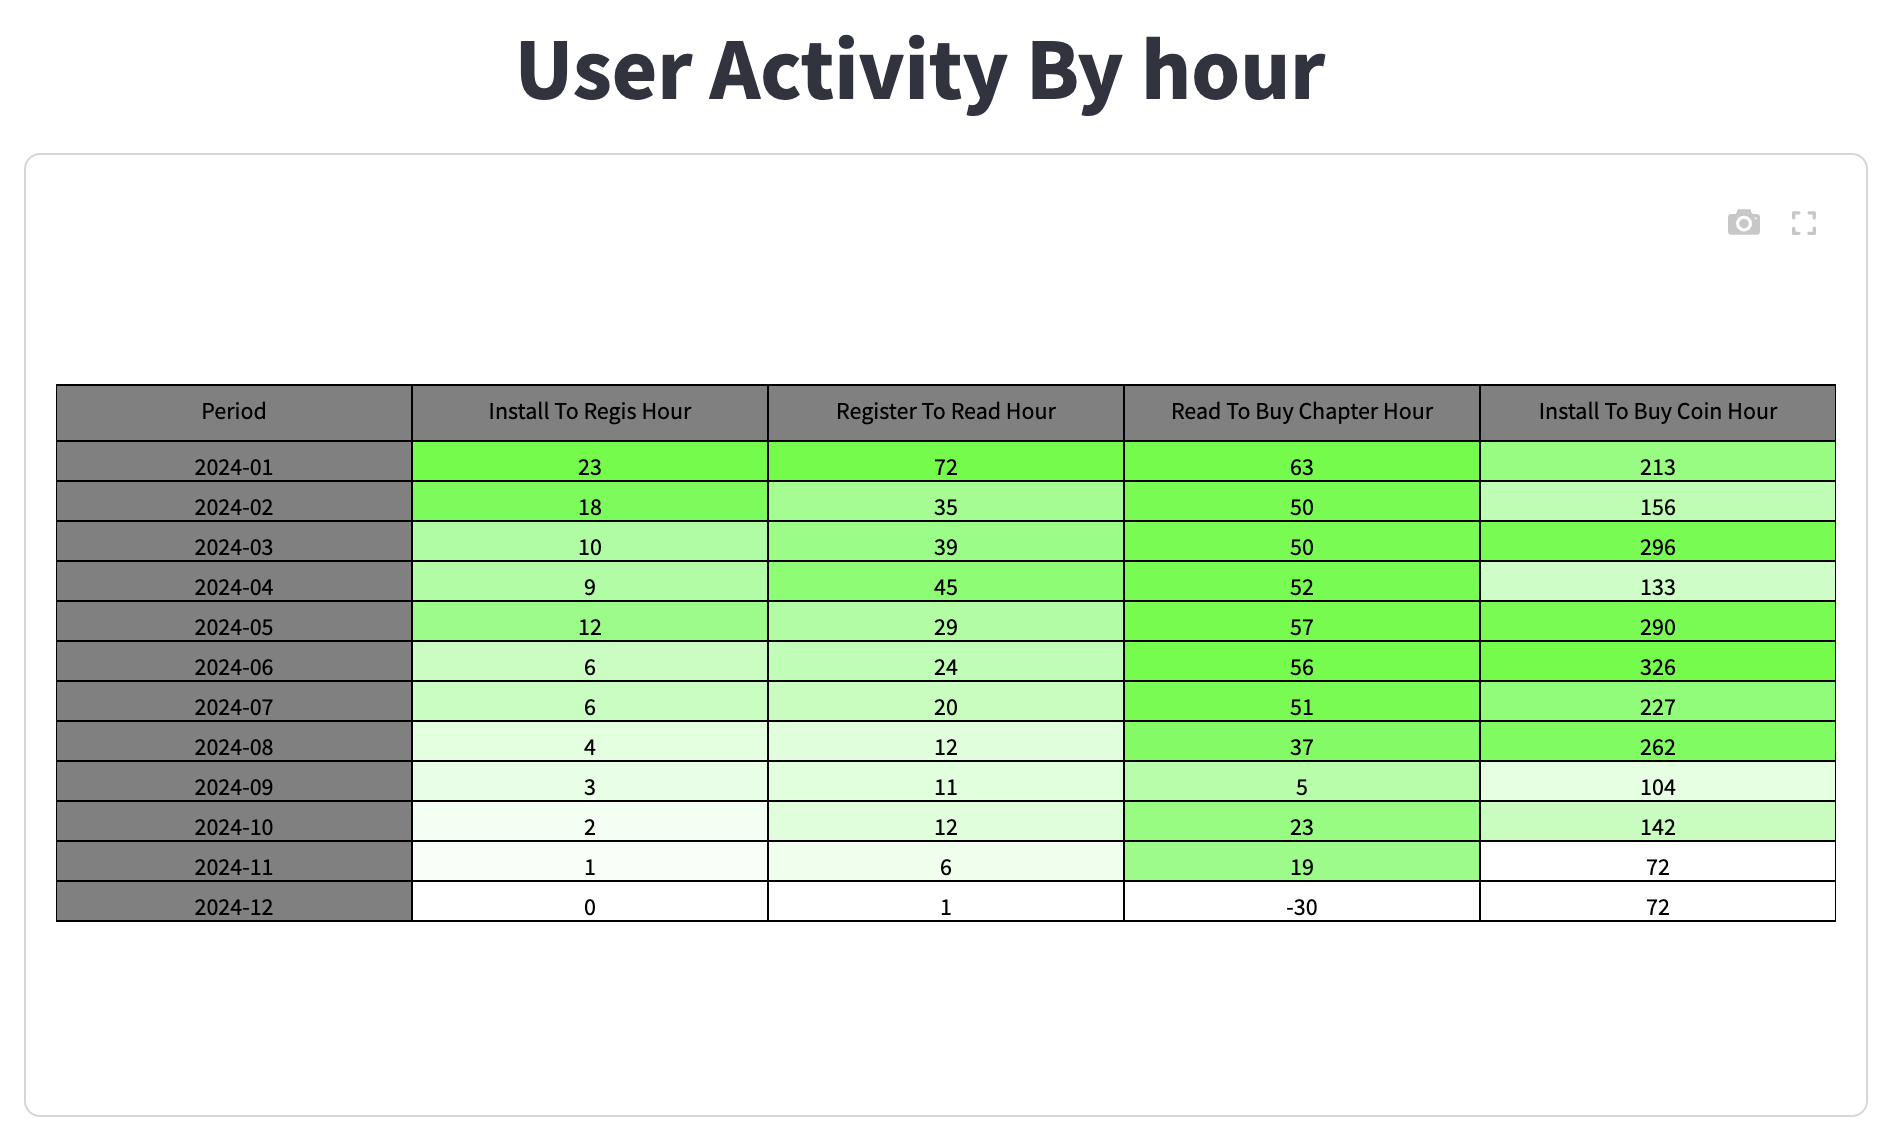 User Activity By hour
Period Install To Regis Hour Register To Read Hour Read To Buy Chapter Hour Install To Buy Coin Hour
2024-01 23 72 63 213
2024-02 18 35 50 156
2024-03 10 39 50 296
2024-04 9 45 52 133
2024-05 12 29 57 290
2024-06 6 24 56 326
2024-07 6 20 51 227
2024-08 4 12 37 262
2024-09 3 11 5 104
2024-10 2 12 23 142
2024-11 1 6 19 72
2024-12 0 1 -30 72